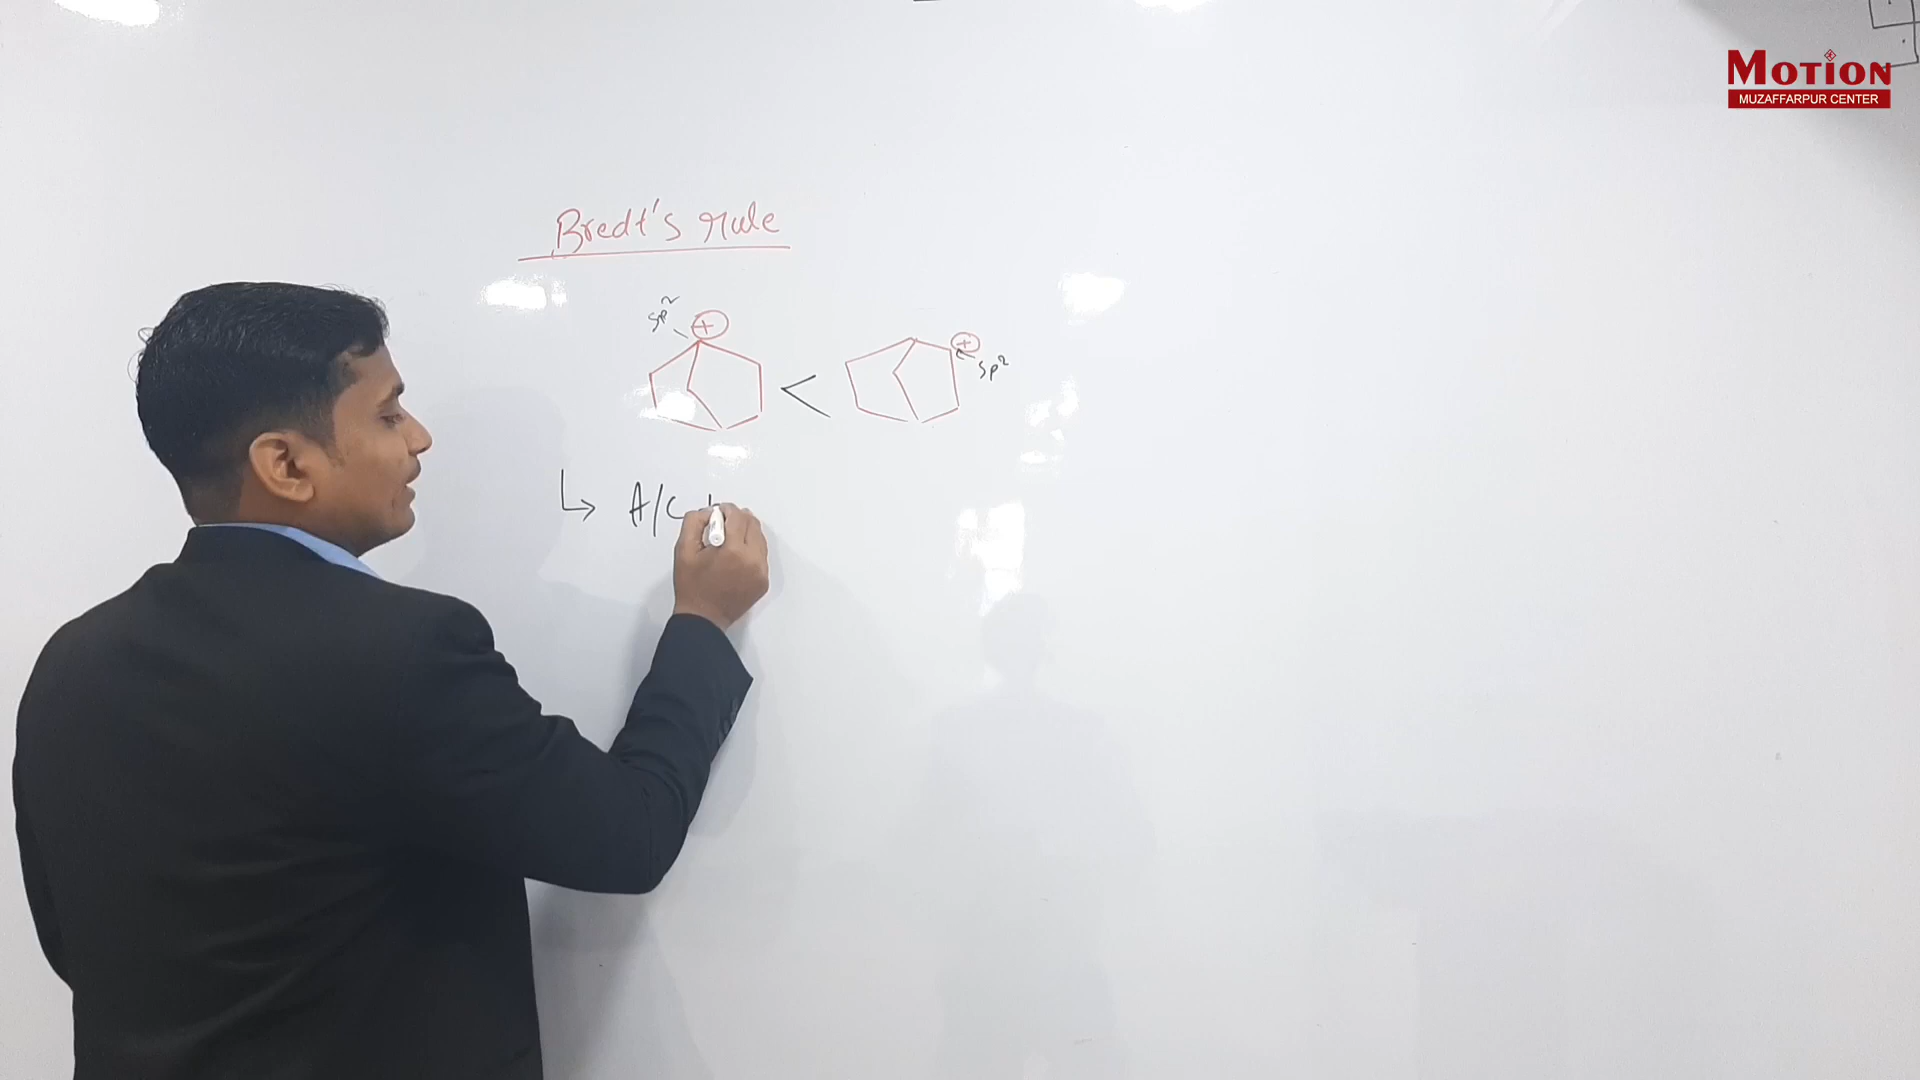 MOTION
MUZAFFARPUR CENTER
Bredt's rule
sp²
+
+
sp²
<
↳ A/C t